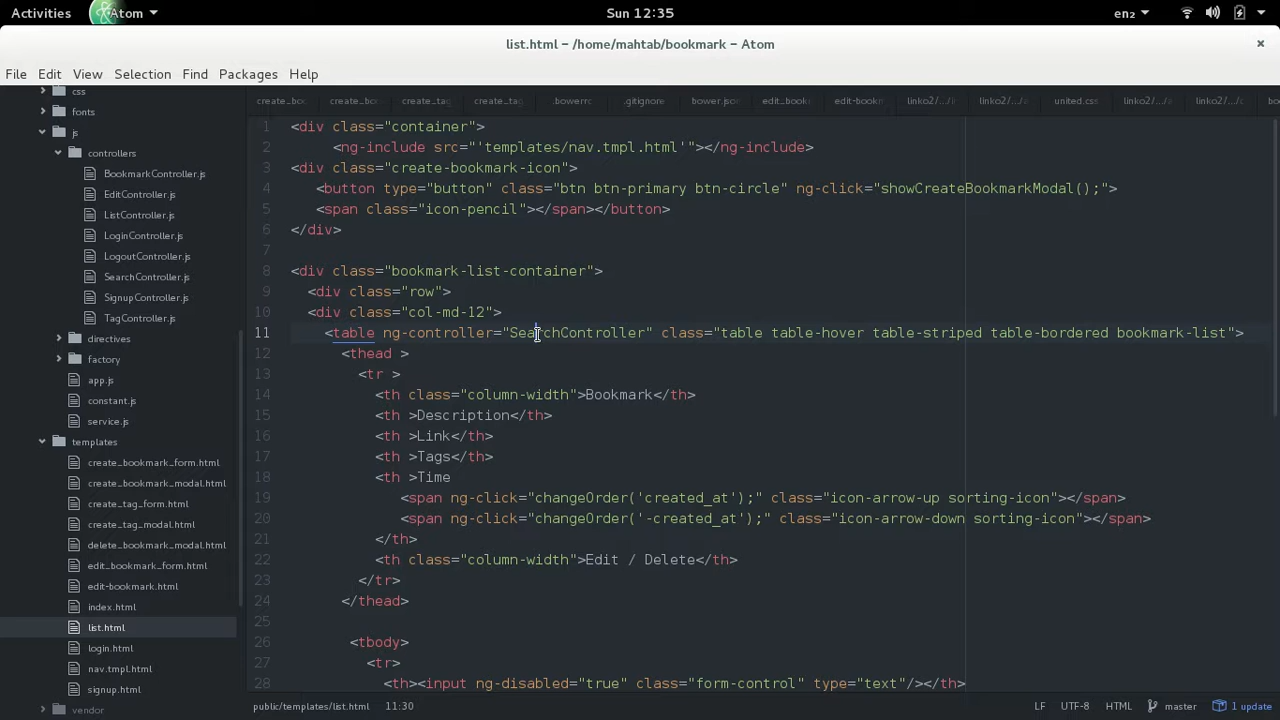 Activities Atom Sun 12:35 en2
list.html – /home/mahtab/bookmark – Atom ×
File Edit View Selection Find Packages Help
css
fonts
js
controllers
BookmarkController.js
EditController.js
ListController.js
LoginController.js
LogoutController.js
SearchController.js
SignupController.js
TagController.js
directives
factory
app.js
constant.js
service.js
templates
create_bookmark_form.html
create_bookmark_modal.html
create_tag_form.html
create_tag_modal.html
delete_bookmark_modal.html
edit_bookmark_form.html
edit-bookmark.html
index.html
list.html
login.html
nav.tmpl.html
signup.html
vendor
create_bo create_bo create_tag create_tag .bowerrc .gitignore bower.jso edit_book edit-book linko2/.../l linko2/.../ united.css linko2/.../ linko2/.../ bo
1 <div class="container">
2 <ng-include src="'templates/nav.tmpl.html'"></ng-include>
3 <div class="create-bookmark-icon">
4 <button type="button" class="btn btn-primary btn-circle" ng-click="showCreateBookmarkModal();">
5 <span class="icon-pencil"></span></button>
6 </div>
7
8 <div class="bookmark-list-container">
9 <div class="row">
10 <div class="col-md-12">
11 <table ng-controller="SearchController" class="table table-hover table-striped table-bordered bookmark-list">
12 <thead >
13 <tr >
14 <th class="column-width">Bookmark</th>
15 <th >Description</th>
16 <th >Link</th>
17 <th >Tags</th>
18 <th >Time
19 <span ng-click="changeOrder('created_at');" class="icon-arrow-up sorting-icon"></span>
20 <span ng-click="changeOrder('-created_at');" class="icon-arrow-down sorting-icon"></span>
21 </th>
22 <th class="column-width">Edit / Delete</th>
23 </tr>
24 </thead>
25
26 <tbody>
27 <tr>
28 <th><input ng-disabled="true" class="form-control" type="text"/></th>
public/templates/list.html 11:30 LF UTF-8 HTML master 1 update